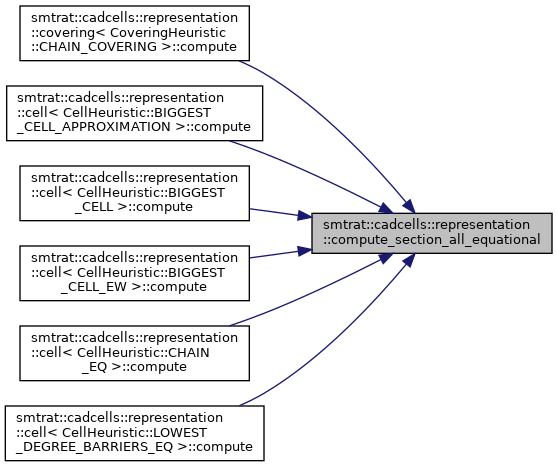 smtrat::cadcells::representation
::covering< CoveringHeuristic
::CHAIN_COVERING >::compute
smtrat::cadcells::representation
::cell< CellHeuristic::BIGGEST
_CELL_APPROXIMATION >::compute
smtrat::cadcells::representation
::cell< CellHeuristic::BIGGEST
_CELL >::compute
smtrat::cadcells::representation
::compute_section_all_equational
smtrat::cadcells::representation
::cell< CellHeuristic::BIGGEST
_CELL_EW >::compute
smtrat::cadcells::representation
::cell< CellHeuristic::CHAIN
_EQ >::compute
smtrat::cadcells::representation
::cell< CellHeuristic::LOWEST
_DEGREE_BARRIERS_EQ >::compute